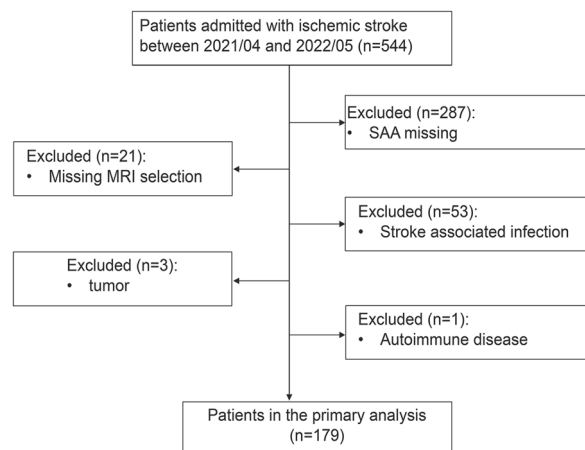 Patients admitted with ischemic stroke
between 2021/04 and 2022/05 (n=544)
Excluded (n=287):
• SAA missing
Excluded (n=21):
• Missing MRI selection
Excluded (n=53):
• Stroke associated infection
Excluded (n=3):
• tumor
Excluded (n=1):
• Autoimmune disease
Patients in the primary analysis
(n=179)